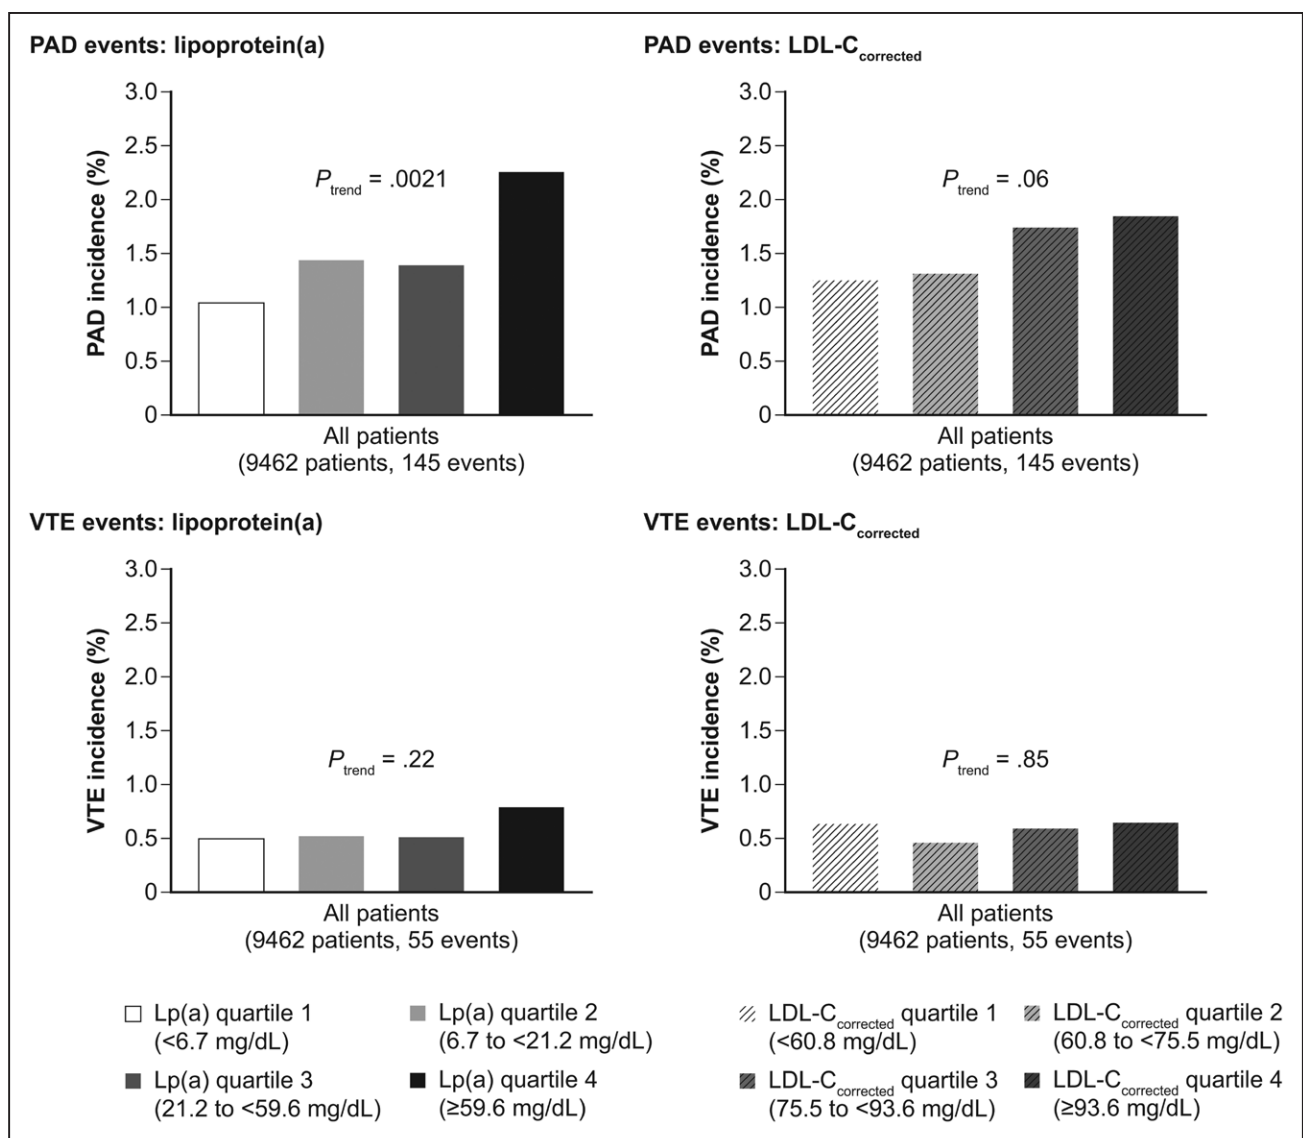 PAD events: lipoprotein(a)
3.0
2.5
2.0
1.5
1.0
0.5
0
PAD incidence (%)
Ptrend = .0021
All patients
(9462 patients, 145 events)
PAD events: LDL-Ccorrected
3.0
2.5
2.0
1.5
1.0
0.5
0
PAD incidence (%)
Ptrend = .06
All patients
(9462 patients, 145 events)
VTE events: lipoprotein(a)
3.0
2.5
2.0
1.5
1.0
0.5
0
VTE incidence (%)
Ptrend = .22
All patients
(9462 patients, 55 events)
VTE events: LDL-Ccorrected
3.0
2.5
2.0
1.5
1.0
0.5
0
VTE incidence (%)
Ptrend = .85
All patients
(9462 patients, 55 events)
Lp(a) quartile 1
(<6.7 mg/dL)
Lp(a) quartile 2
(6.7 to <21.2 mg/dL)
Lp(a) quartile 3
(21.2 to <59.6 mg/dL)
Lp(a) quartile 4
(≥59.6 mg/dL)
LDL-Ccorrected quartile 1
(<60.8 mg/dL)
LDL-Ccorrected quartile 2
(60.8 to <75.5 mg/dL)
LDL-Ccorrected quartile 3
(75.5 to <93.6 mg/dL)
LDL-Ccorrected quartile 4
(≥93.6 mg/dL)